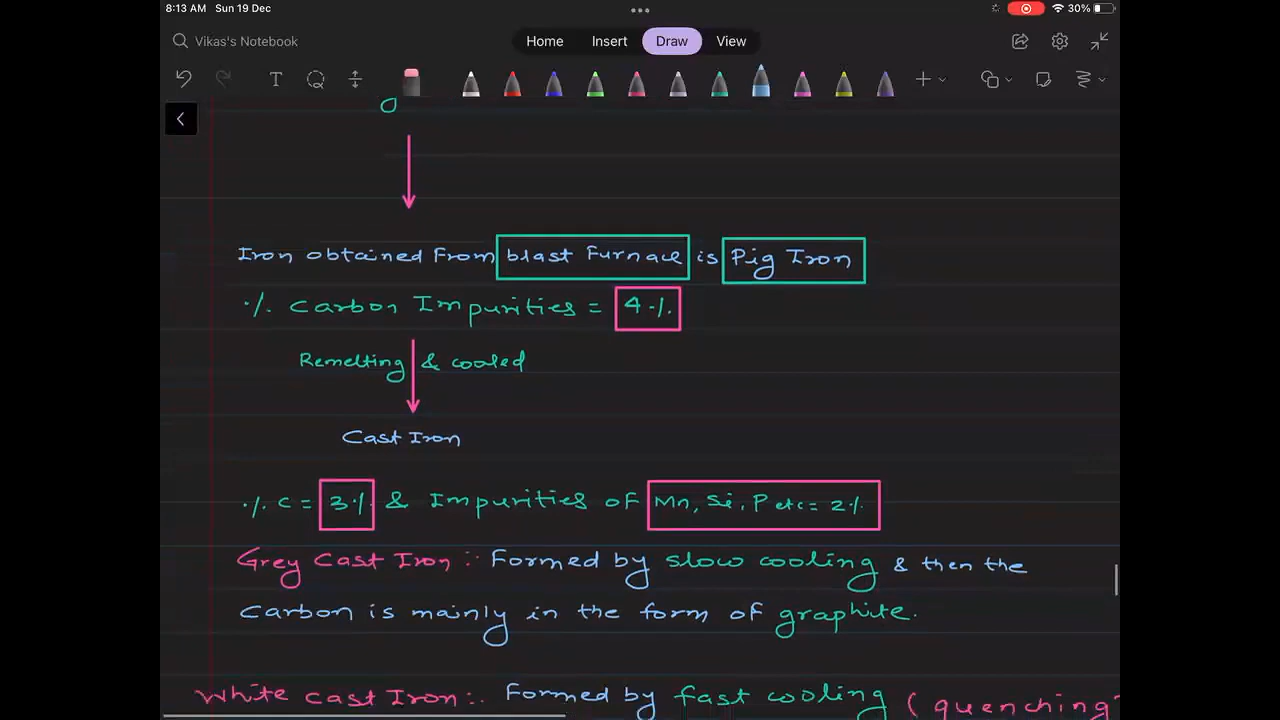 8:13 AM Sun 19 Dec
30%
Vikas's Notebook
Home Insert Draw View
Iron obtained From blast Furnace is Pig Iron
% Carbon Impurities = 4%
Remelting & cooled
Cast Iron
% C = 3% & Impurities of Mn, Si, P etc = 2%
Grey Cast Iron :- Formed by slow cooling & then the
Carbon is mainly in the form of graphite.
White cast Iron :- Formed by fast cooling (quenching